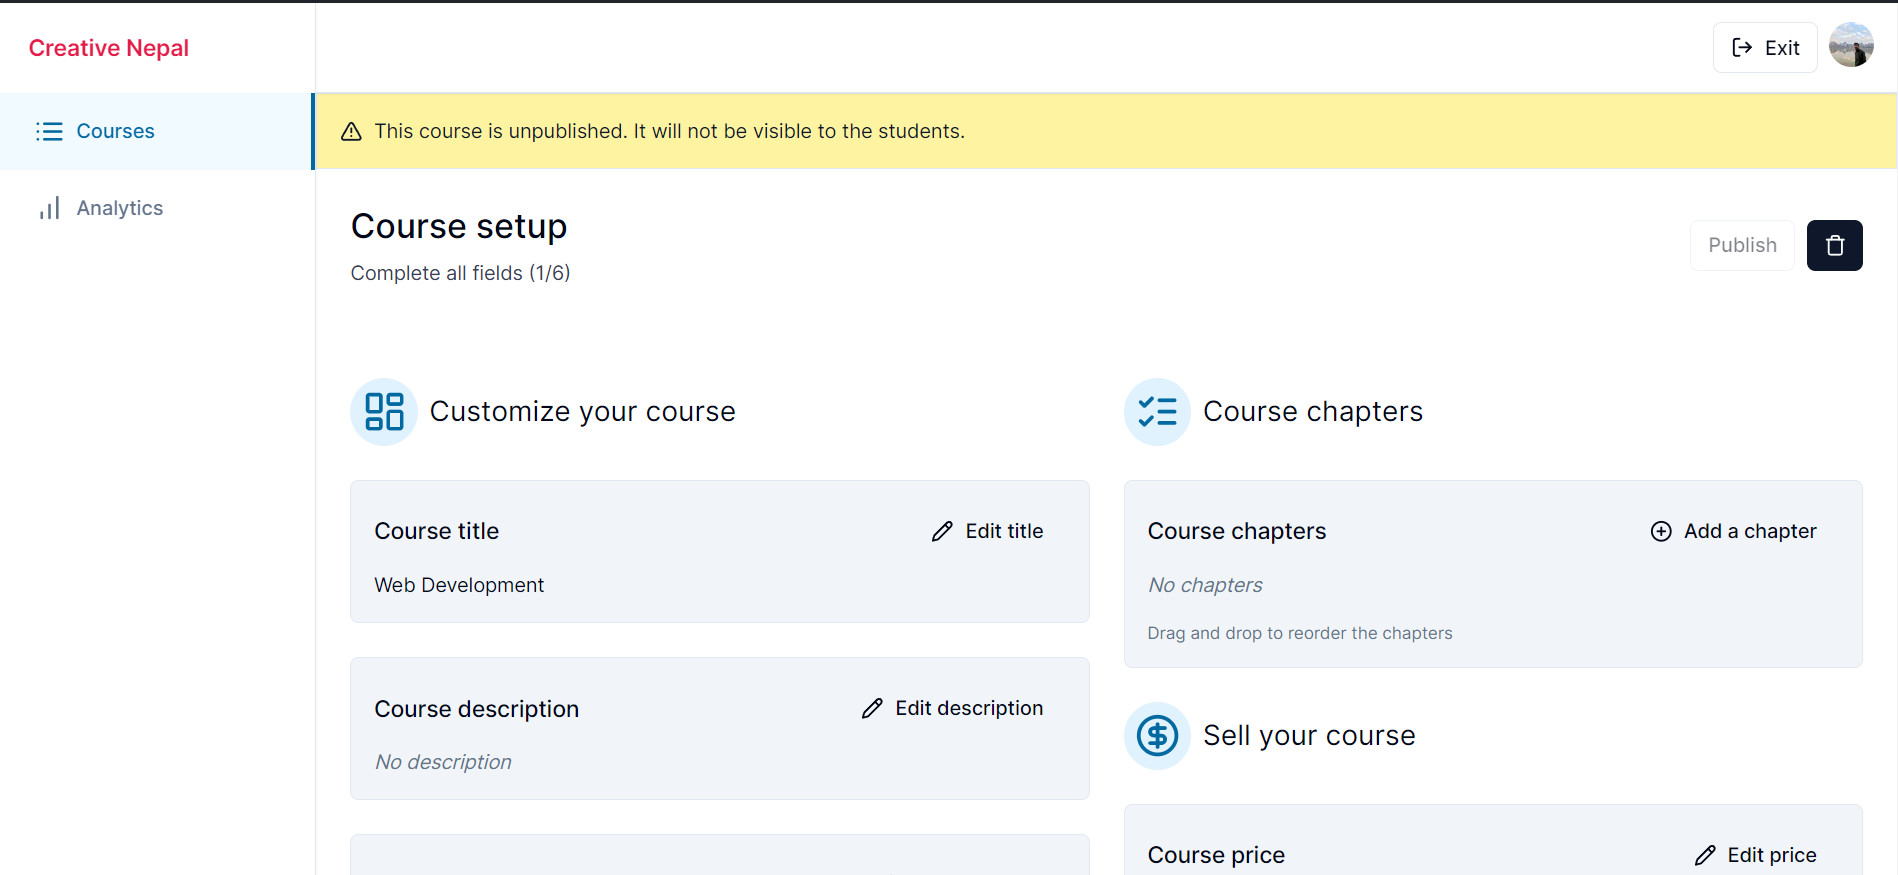 Creative Nepal
Exit
Courses
Analytics
This course is unpublished. It will not be visible to the students.
Course setup
Complete all fields (1/6)
Publish
Customize your course
Course title
Edit title
Web Development
Course description
Edit description
No description
Course chapters
Course chapters
Add a chapter
No chapters
Drag and drop to reorder the chapters
Sell your course
Course price
Edit price